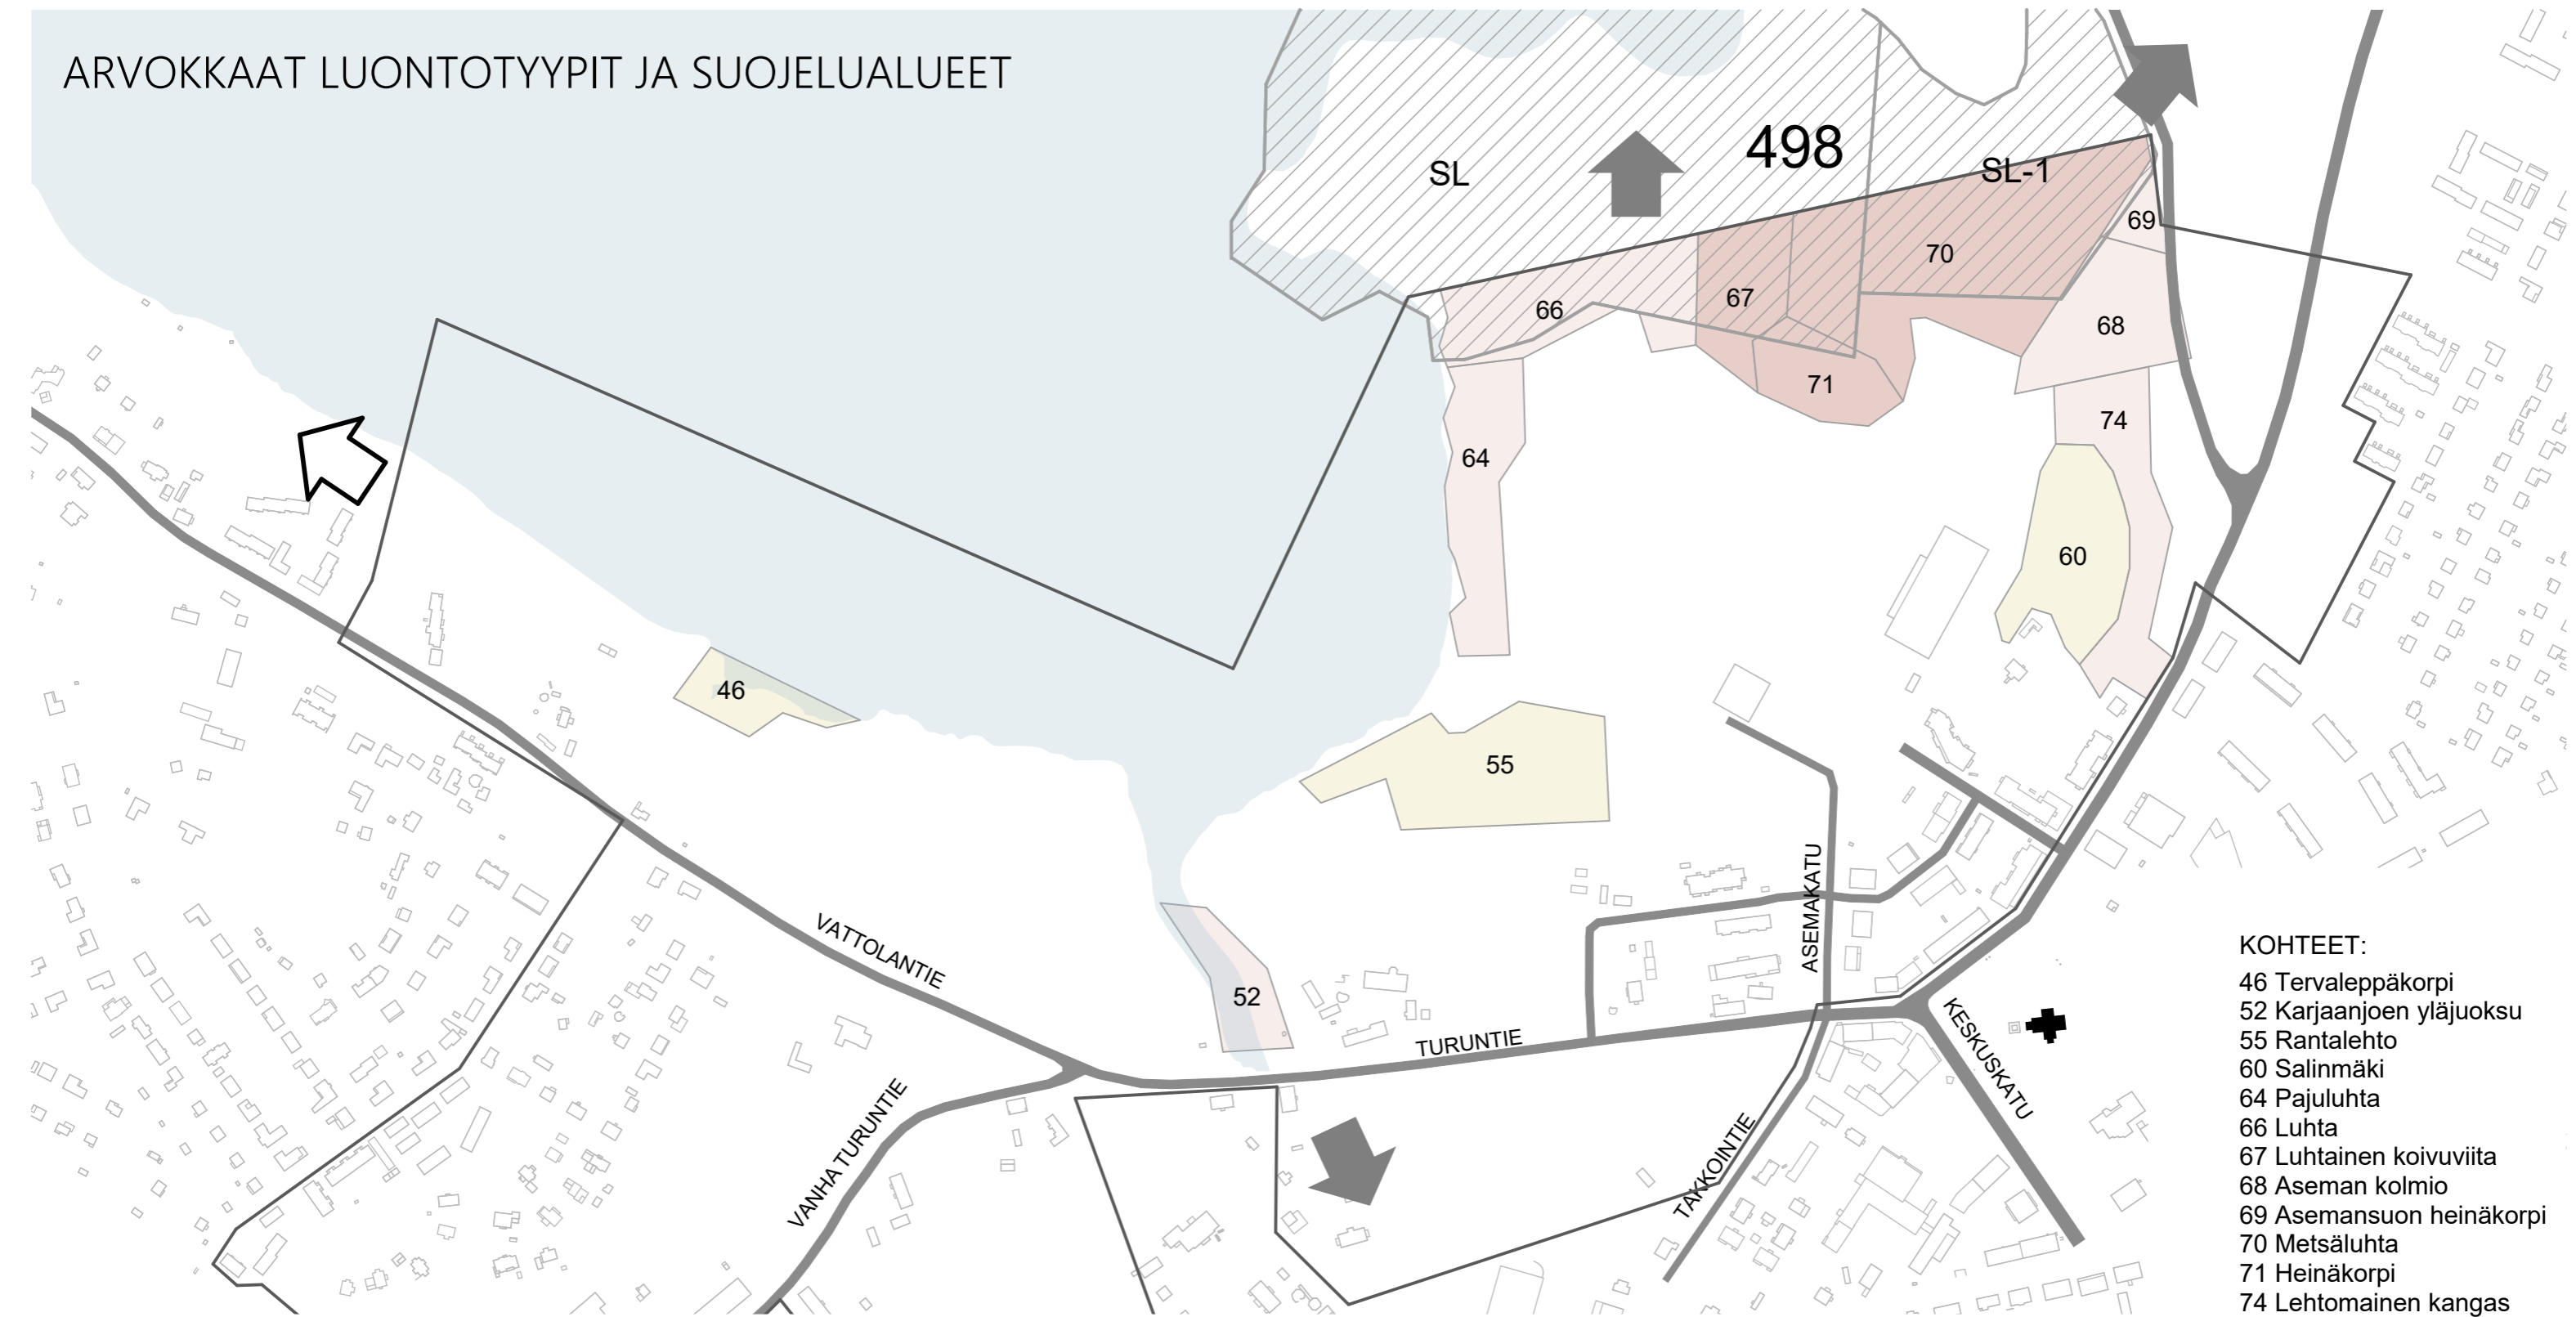 ARVOKKAAT LUONTOTYYPIT JA SUOJELUALUEET
498
SL
SL-1
69
70
67
66
68
71
74
64
60
46
55
52
ASEMAKATU
VATTOLANTIE
TURUNTIE
KESKUSKATU
VANHA TURUNTIE
TAKKOINTIE
KOHTEET:
46 Tervaleppäkorpi
52 Karjaanjoen yläjuoksu
55 Rantalehto
60 Salinmäki
64 Pajuluhta
66 Luhta
67 Luhtainen koivuviita
68 Aseman kolmio
69 Asemansuon heinäkorpi
70 Metsäluhta
71 Heinäkorpi
74 Lehtomainen kangas